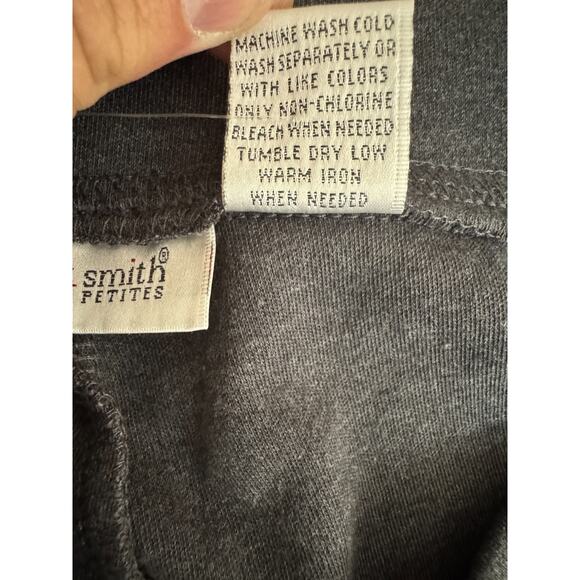 MACHINE WASH COLD
WASH SEPARATELY OR
WITH LIKE COLORS
ONLY NON-CHLORINE
BLEACH WHEN NEEDED
TUMBLE DRY LOW
WARM IRON
WHEN NEEDED
smith®
PETITES